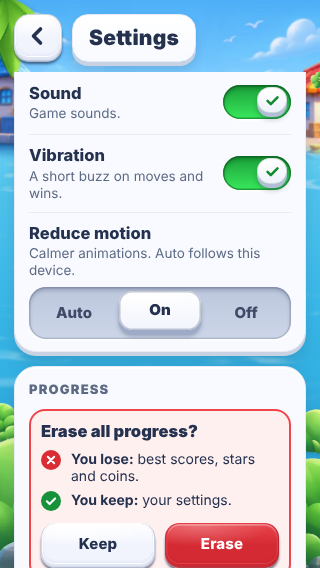 Settings
Sound
Game sounds.
Vibration
A short buzz on moves and
wins.
Reduce motion
Calmer animations. Auto follows this
device.
Auto On Off
PROGRESS
Erase all progress?
You lose: best scores, stars
and coins.
You keep: your settings.
Keep Erase